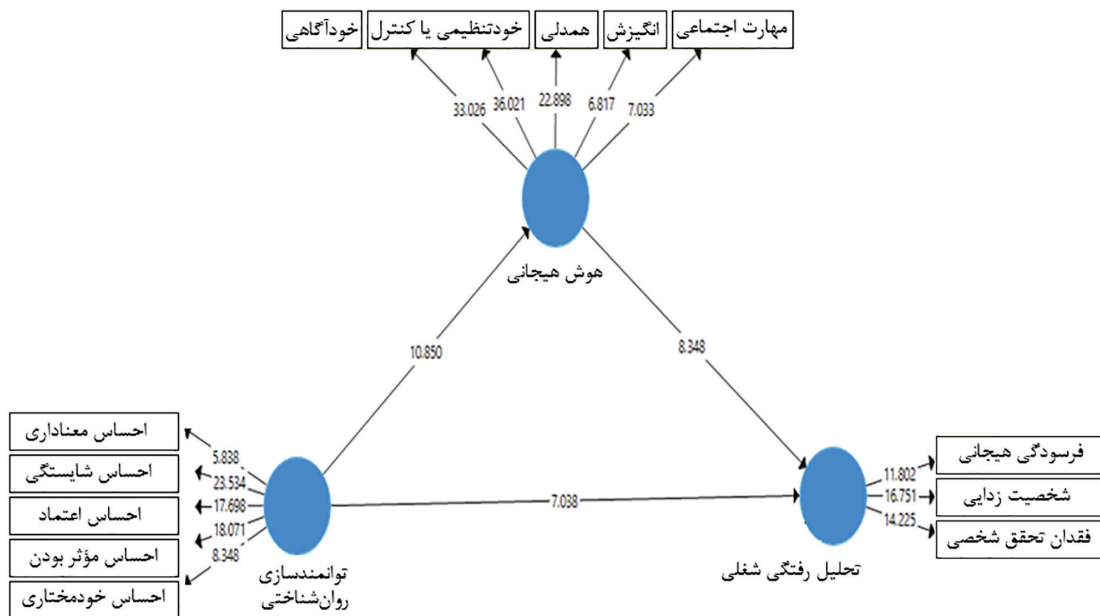 مهارت اجتماعی
انگیزش
همدلی
خودتنظیمی یا کنترل
خودآگاهی
33.026
36.021
22.898
6.817
7.033
هوش هیجانی
10.850
8.348
7.038
احساس معناداری
احساس شایستگی
احساس اعتماد
احساس مؤثر بودن
احساس خودمختاری
5.838
23.534
17.698
18.071
8.348
توانمندسازی
روان‌شناختی
فرسودگی هیجانی
شخصیت زدایی
فقدان تحقق شخصی
11.802
16.751
14.225
تحلیل رفتگی شغلی